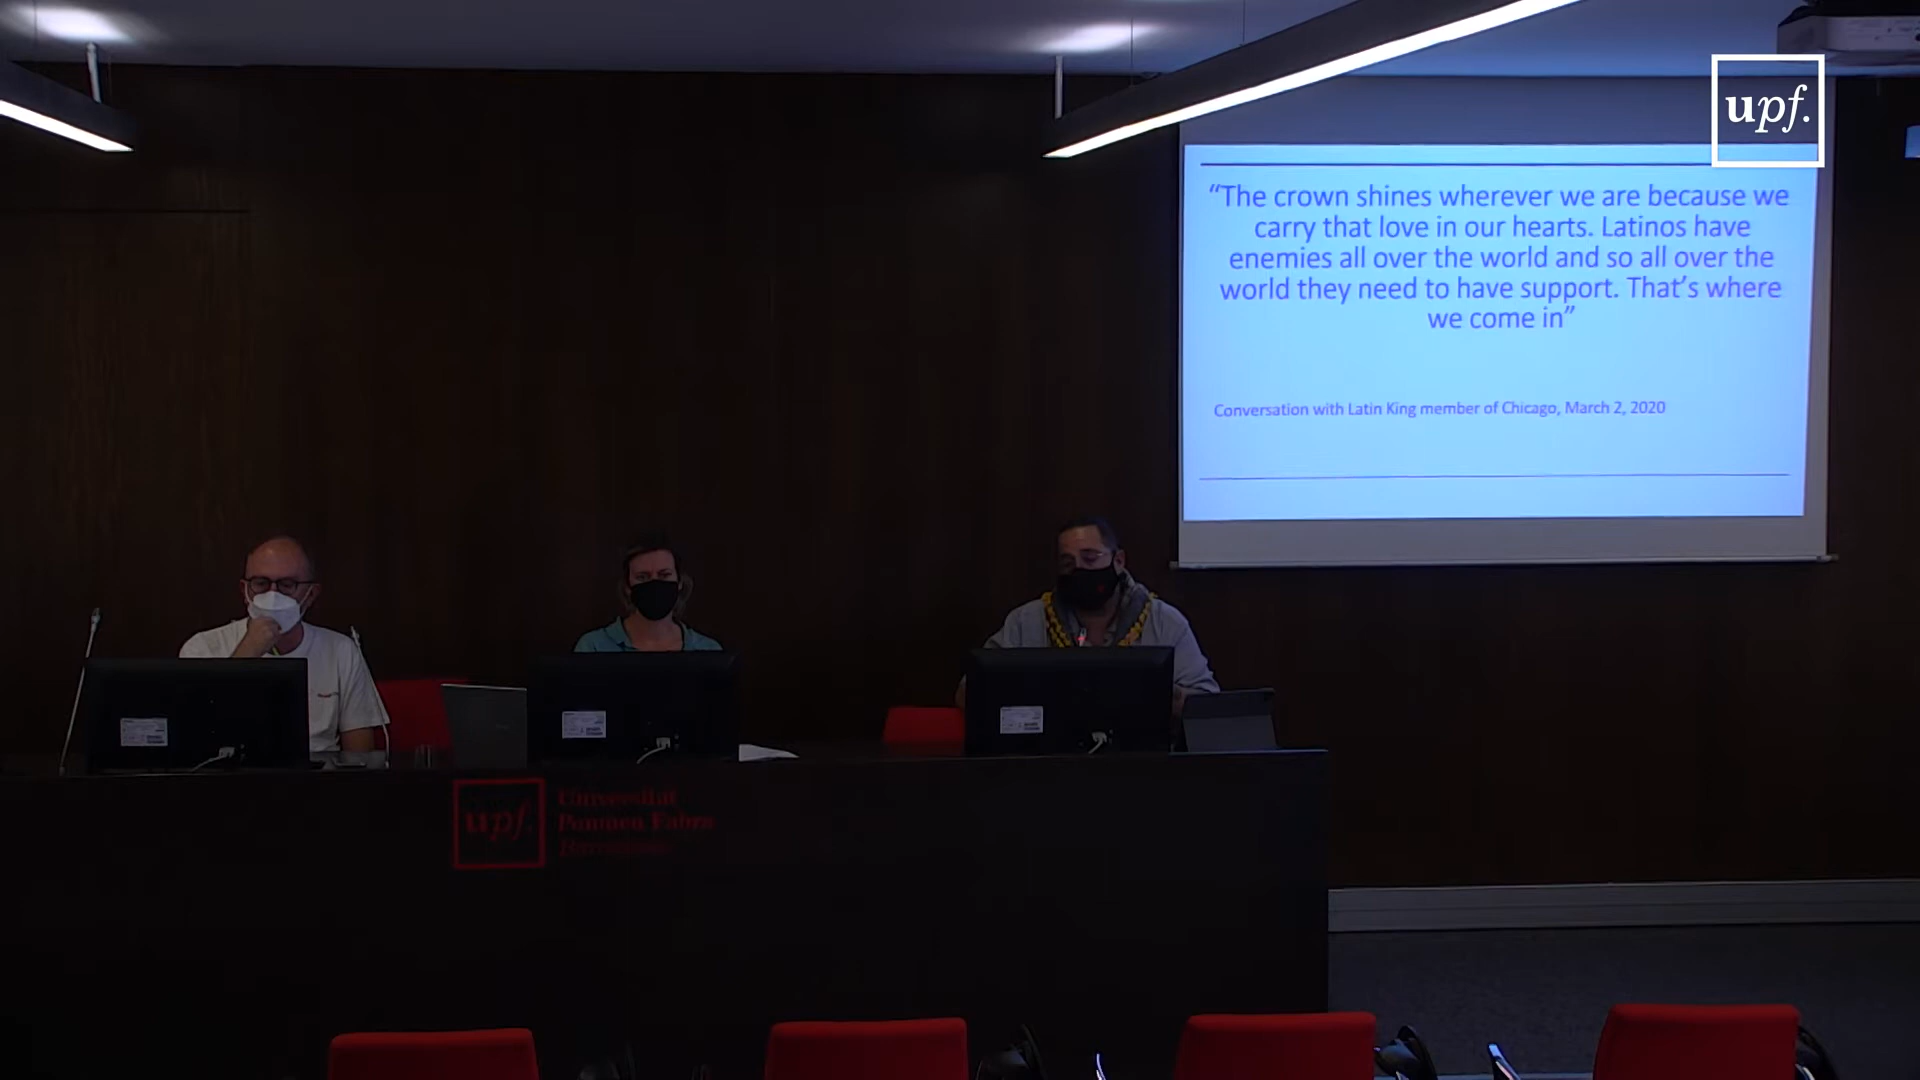 upf.
“The crown shines wherever we are because we
carry that love in our hearts. Latinos have
enemies all over the world and so all over the
world they need to have support. That’s where
we come in”
Conversation with Latin King member of Chicago, March 2, 2020
upf.
Universitat
Pompeu Fabra
Barcelona